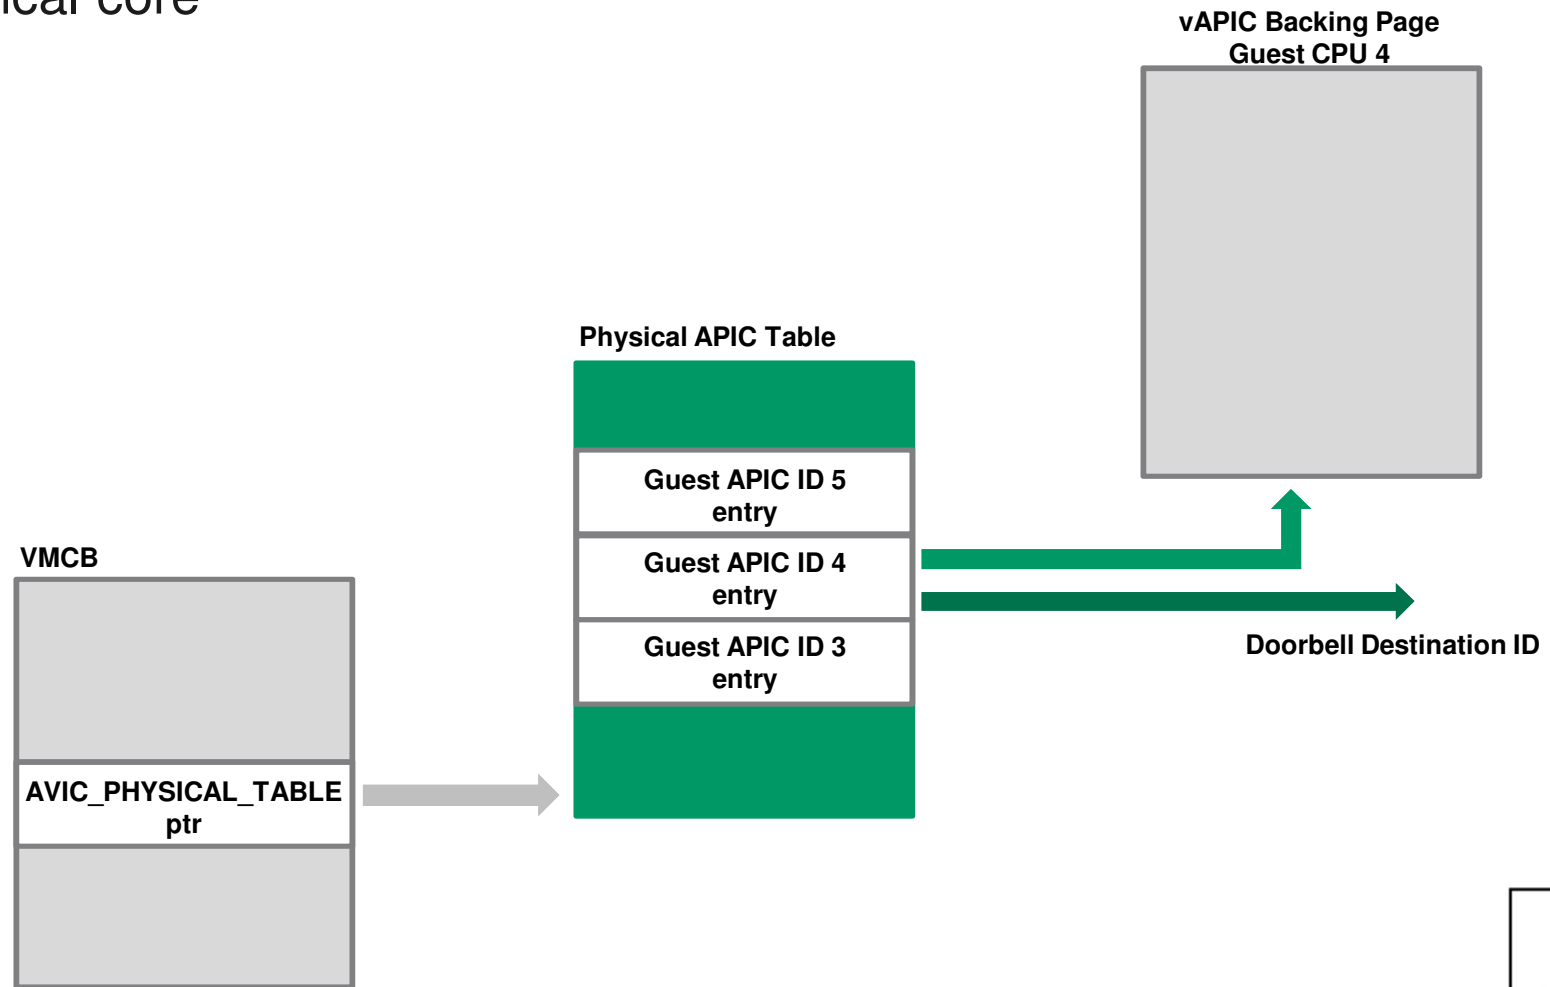 core
vAPIC Backing Page
Guest CPU 4
Physical APIC Table
Guest APIC ID 5
entry
Guest APIC ID 4
entry
Guest APIC ID 3
entry
Doorbell Destination ID
VMCB
AVIC_PHYSICAL_TABLE
ptr